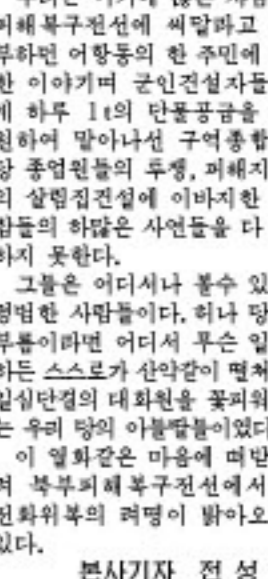 피해복구전선에 써말라고
부하던 어항동의 한 주민에
한 이야기며 군인건설자들
에 하루 1t의 단물공급을
원하여 맡아나선 구역종합
당 종업원들의 투쟁, 피해지
의 살림집건설에 이바지한
람들의 하많은 사연들을 다
하지 못한다.
그들은 어디서나 볼수 있
평범한 사람들이다. 허나 당
부름이라면 어디서 무슨 일
하든 스스로가 산악같이 떨쳐
일심단결의 대화원을 꽃피워
는 우리 당의 아들딸들이였다
이 열화같은 마음에 떠받
여 북부피해복구전선에서
전화위복의 려명이 밝아오
있다.
본사기자 전 성